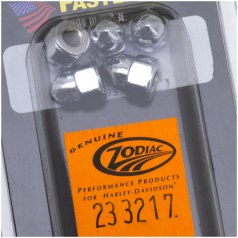 GENUINE
ZODIAC
PERFORMANCE PRODUCTS
FOR HARLEY-DAVIDSON®
233217.